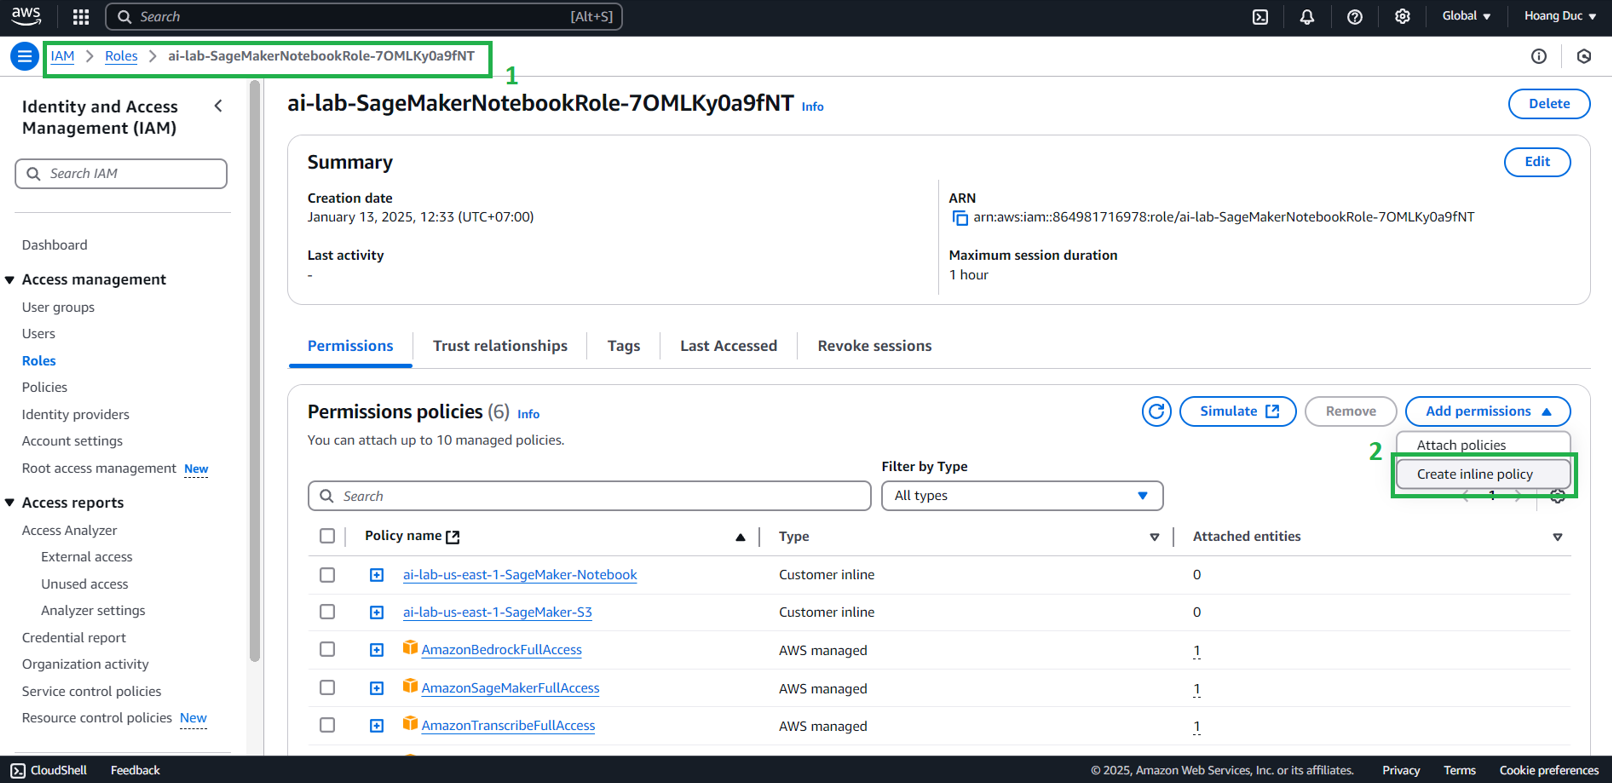 aws
Search [Alt+S]
Global
Hoang Duc
IAM > Roles > ai-lab-SageMakerNotebookRole-7OMLKy0a9fNT
1
Identity and Access Management (IAM)
Search IAM
Dashboard
Access management
User groups
Users
Roles
Policies
Identity providers
Account settings
Root access management New
Access reports
Access Analyzer
External access
Unused access
Analyzer settings
Credential report
Organization activity
Service control policies
Resource control policies New
ai-lab-SageMakerNotebookRole-7OMLKy0a9fNT Info
Delete
Summary
Edit
Creation date
January 13, 2025, 12:33 (UTC+07:00)
ARN
arn:aws:iam::864981716978:role/ai-lab-SageMakerNotebookRole-7OMLKy0a9fNT
Last activity
-
Maximum session duration
1 hour
Permissions
Trust relationships
Tags
Last Accessed
Revoke sessions
Permissions policies (6) Info
You can attach up to 10 managed policies.
Simulate
Remove
Add permissions
Attach policies
2
Create inline policy
Filter by Type
Search
All types
1
Policy name
Type
Attached entities
ai-lab-us-east-1-SageMaker-Notebook Customer inline 0
ai-lab-us-east-1-SageMaker-S3 Customer inline 0
AmazonBedrockFullAccess AWS managed 1
AmazonSageMakerFullAccess AWS managed 1
AmazonTranscribeFullAccess AWS managed 1
CloudShell
Feedback
© 2025, Amazon Web Services, Inc. or its affiliates.
Privacy
Terms
Cookie preferences